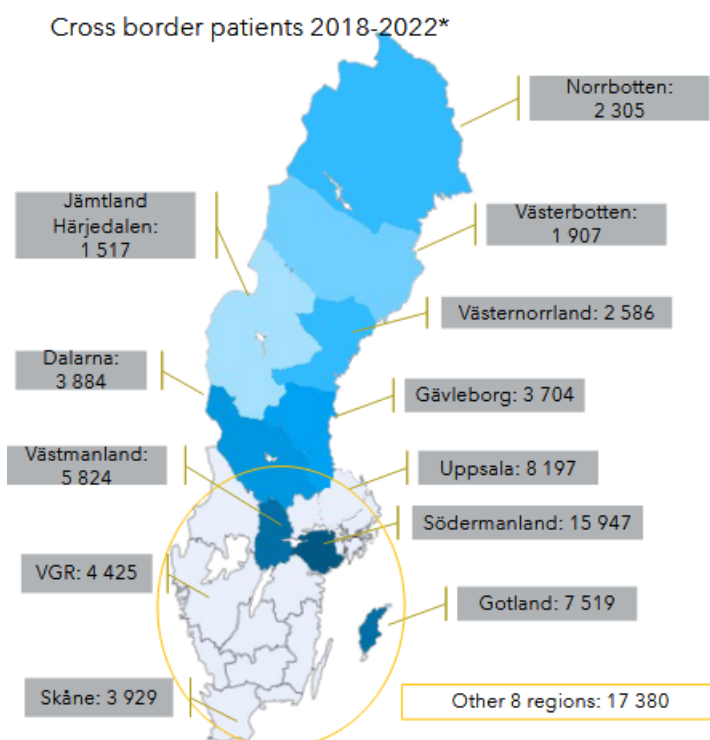 Cross border patients 2018-2022*
Norrbotten:
2 305
Jämtland
Härjedalen:
1 517
Västerbotten:
1 907
Västernorrland: 2 586
Dalarna:
3 884
Gävleborg: 3 704
Västmanland:
5 824
Uppsala: 8 197
Södermanland: 15 947
VGR: 4 425
Gotland: 7 519
Skåne: 3 929
Other 8 regions: 17 380